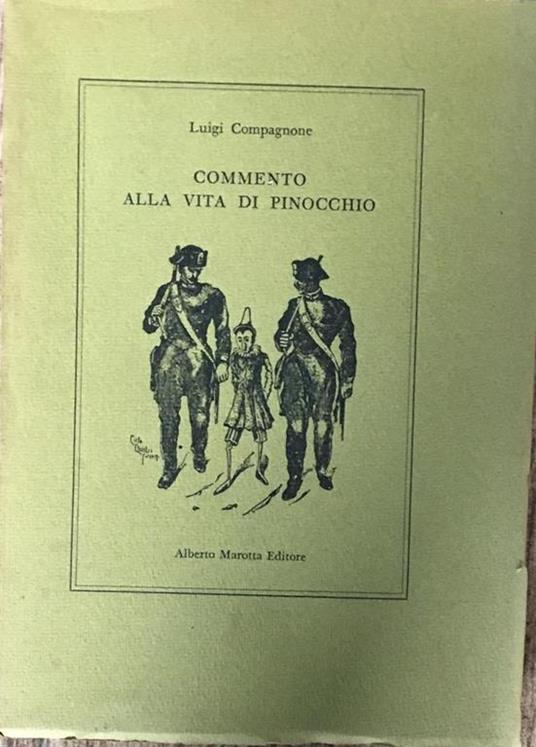 Luigi Compagnone
COMMENTO
ALLA VITA DI PINOCCHIO
Alberto Marotta Editore